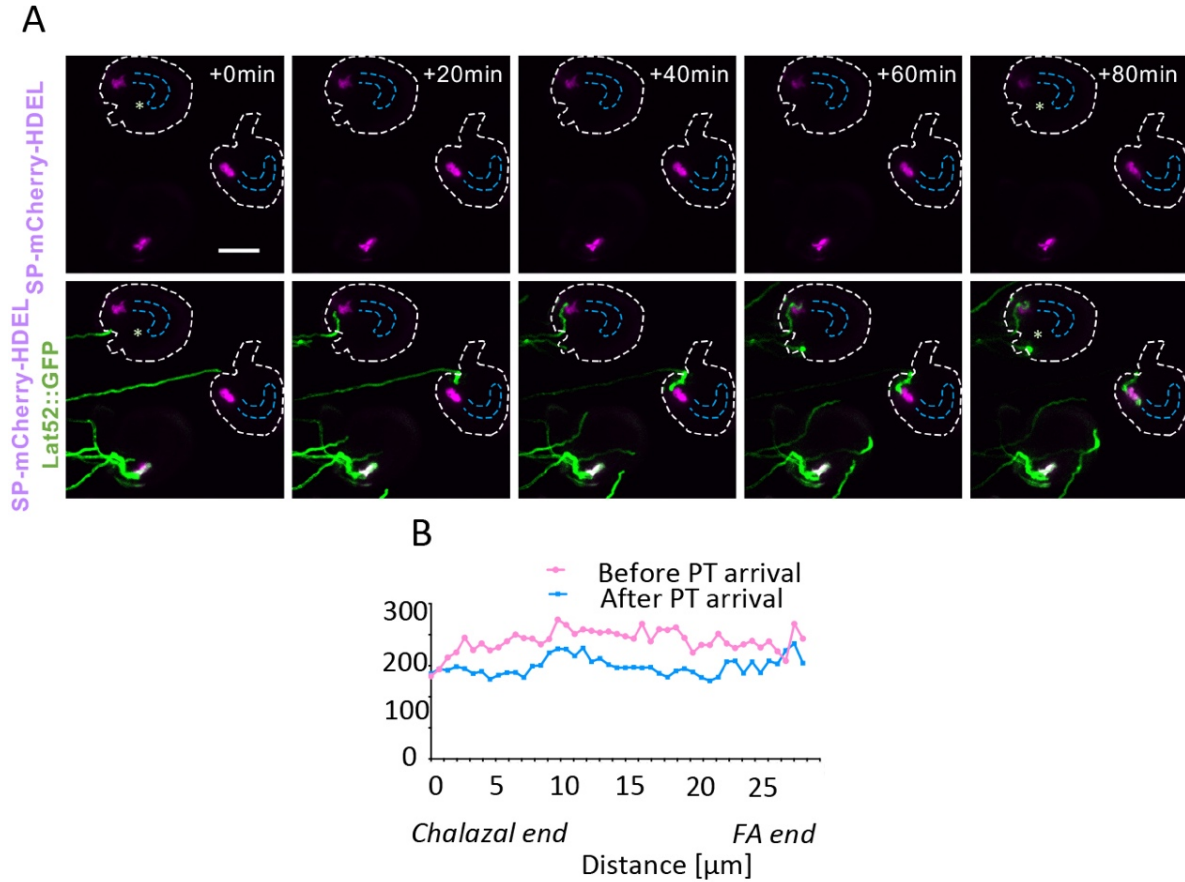 A
SP-mCherry-HDEL
+0min
+20min
+40min
+60min
+80min
*
*
SP-mCherry-HDEL
Lat52::GFP
*
*
B
Before PT arrival
After PT arrival
300
200
100
0
0 5 10 15 20 25
Chalazal end FA end
Distance [µm]